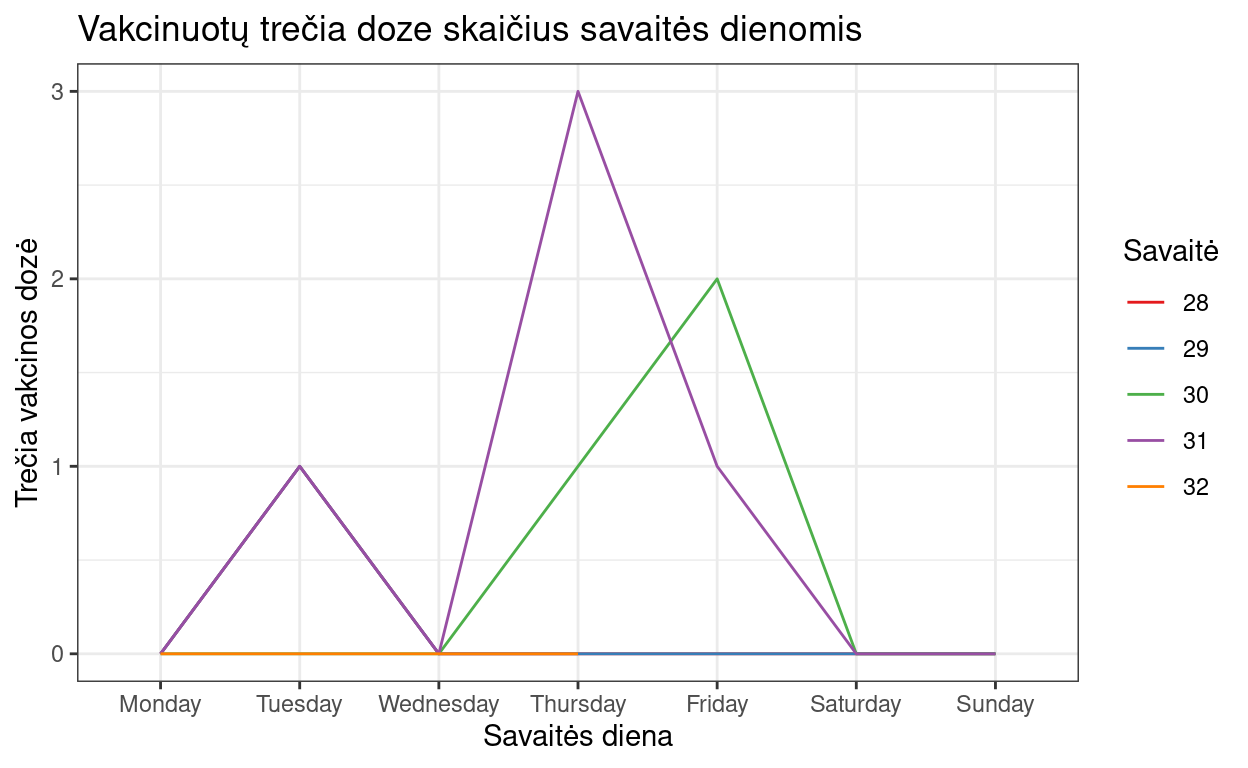 Vakcinuotų trečia doze skaičius savaitės dienomis
Trečia vakcinos dozė
3
2
1
0
Monday Tuesday Wednesday Thursday Friday Saturday Sunday
Savaitės diena
Savaitė
28
29
30
31
32